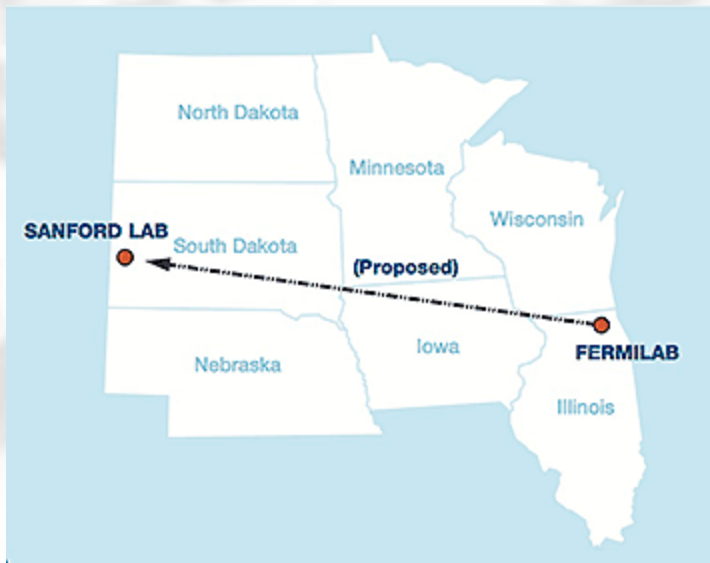 North Dakota
Minnesota
Wisconsin
SANFORD LAB
South Dakota
(Proposed)
FERMILAB
Iowa
Nebraska
Illinois